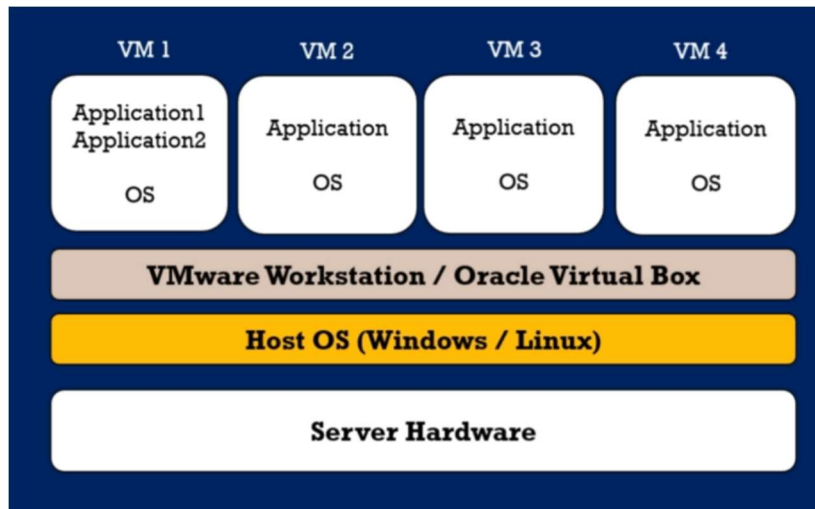 VM 1
VM 2
VM 3
VM 4
Application1
Application2
OS
Application
OS
Application
OS
Application
OS
VMware Workstation / Oracle Virtual Box
Host OS (Windows / Linux)
Server Hardware